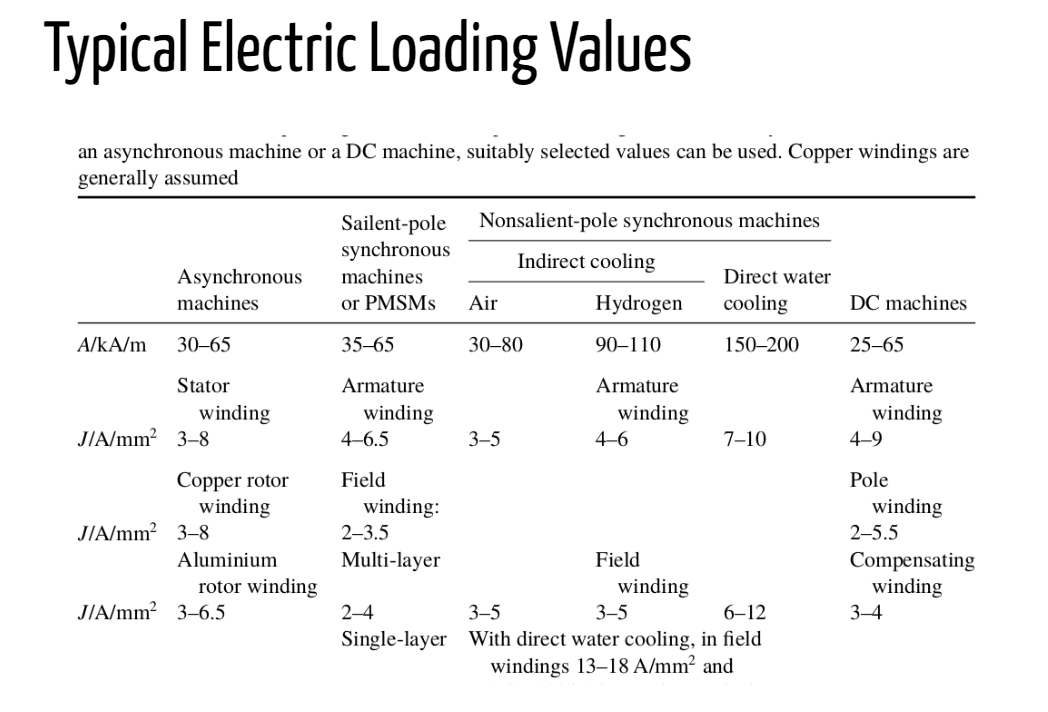 Typical Electric Loading Values
an asynchronous machine or a DC machine, suitably selected values can be used. Copper windings are
generally assumed
Sailent-pole Nonsalient-pole synchronous machines
synchronous
Indirect cooling
Asynchronous machines Direct water
machines or PMSMs Air Hydrogen cooling DC machines
A/kA/m 30–65 35–65 30–80 90–110 150–200 25–65
Stator Armature Armature Armature
winding winding winding winding
J/A/mm² 3–8 4–6.5 3–5 4–6 7–10 4–9
Copper rotor Field Pole
winding winding: winding
J/A/mm² 3–8 2–3.5 2–5.5
Aluminium Multi-layer Field Compensating
rotor winding winding winding
J/A/mm² 3–6.5 2–4 3–5 3–5 6–12 3–4
Single-layer With direct water cooling, in field
windings 13–18 A/mm² and